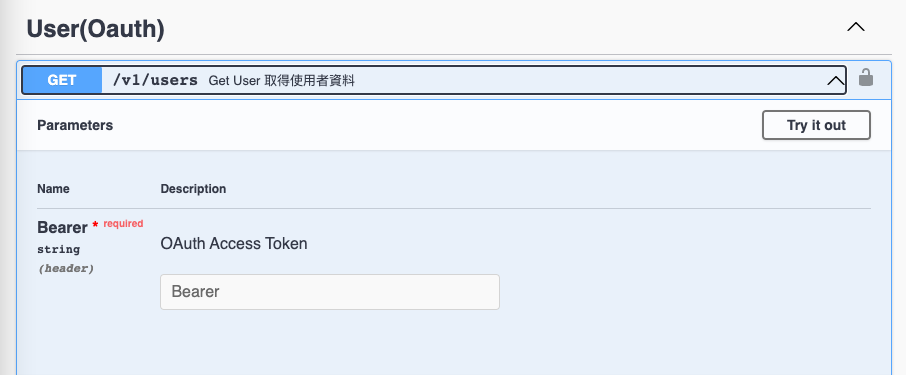 User(Oauth)
GET /v1/users Get User 取得使用者資料
Parameters
Try it out
Name Description
Bearer * required
string
(header)
OAuth Access Token
Bearer